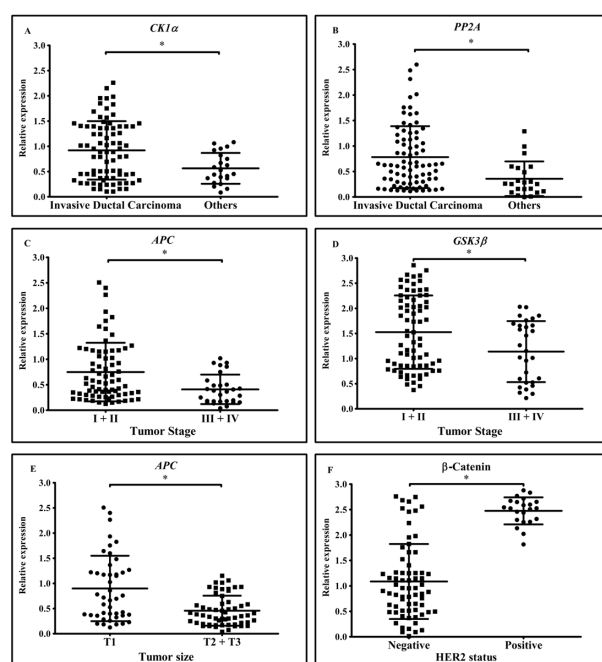 A
CK1α
*
Relative expression
3.0
2.5
2.0
1.5
1.0
0.5
0.0
Invasive Ductal Carcinoma Others
B
PP2A
*
Relative expression
3.0
2.5
2.0
1.5
1.0
0.5
0.0
Invasive Ductal Carcinoma Others
C
APC
*
Relative expression
3.0
2.5
2.0
1.5
1.0
0.5
0.0
I + II III + IV
Tumor Stage
D
GSK3β
*
Relative expression
3.0
2.5
2.0
1.5
1.0
0.5
0.0
I + II III + IV
Tumor Stage
E
APC
*
Relative expression
3.0
2.5
2.0
1.5
1.0
0.5
0.0
T1 T2 + T3
Tumor size
F
β-Catenin
*
Relative expression
3.0
2.5
2.0
1.5
1.0
0.5
0.0
Negative Positive
HER2 status